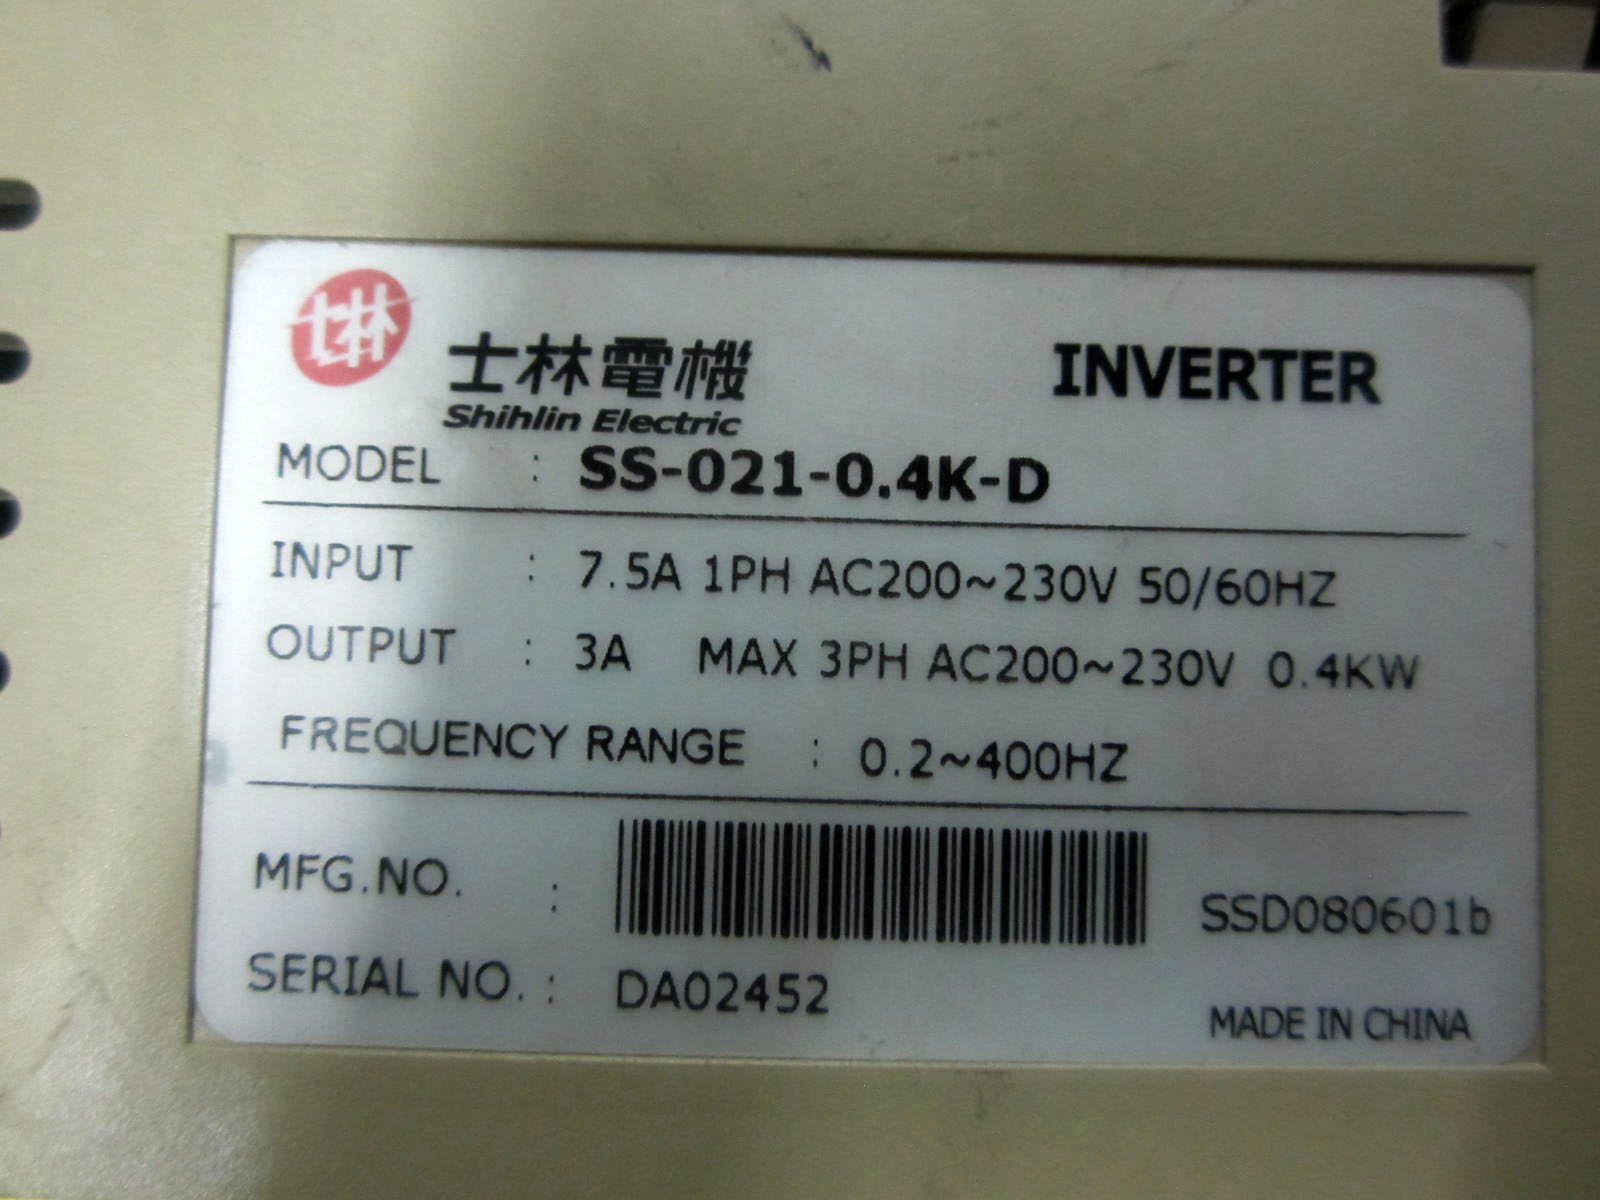 士林電機
INVERTER
Shihlin Electric
MODEL : SS-021-0.4K-D
INPUT : 7.5A 1PH AC200~230V 50/60HZ
OUTPUT : 3A MAX 3PH AC200~230V 0.4KW
FREQUENCY RANGE : 0.2~400HZ
MFG.NO. : SSD080601b
SERIAL NO. : DA02452
MADE IN CHINA